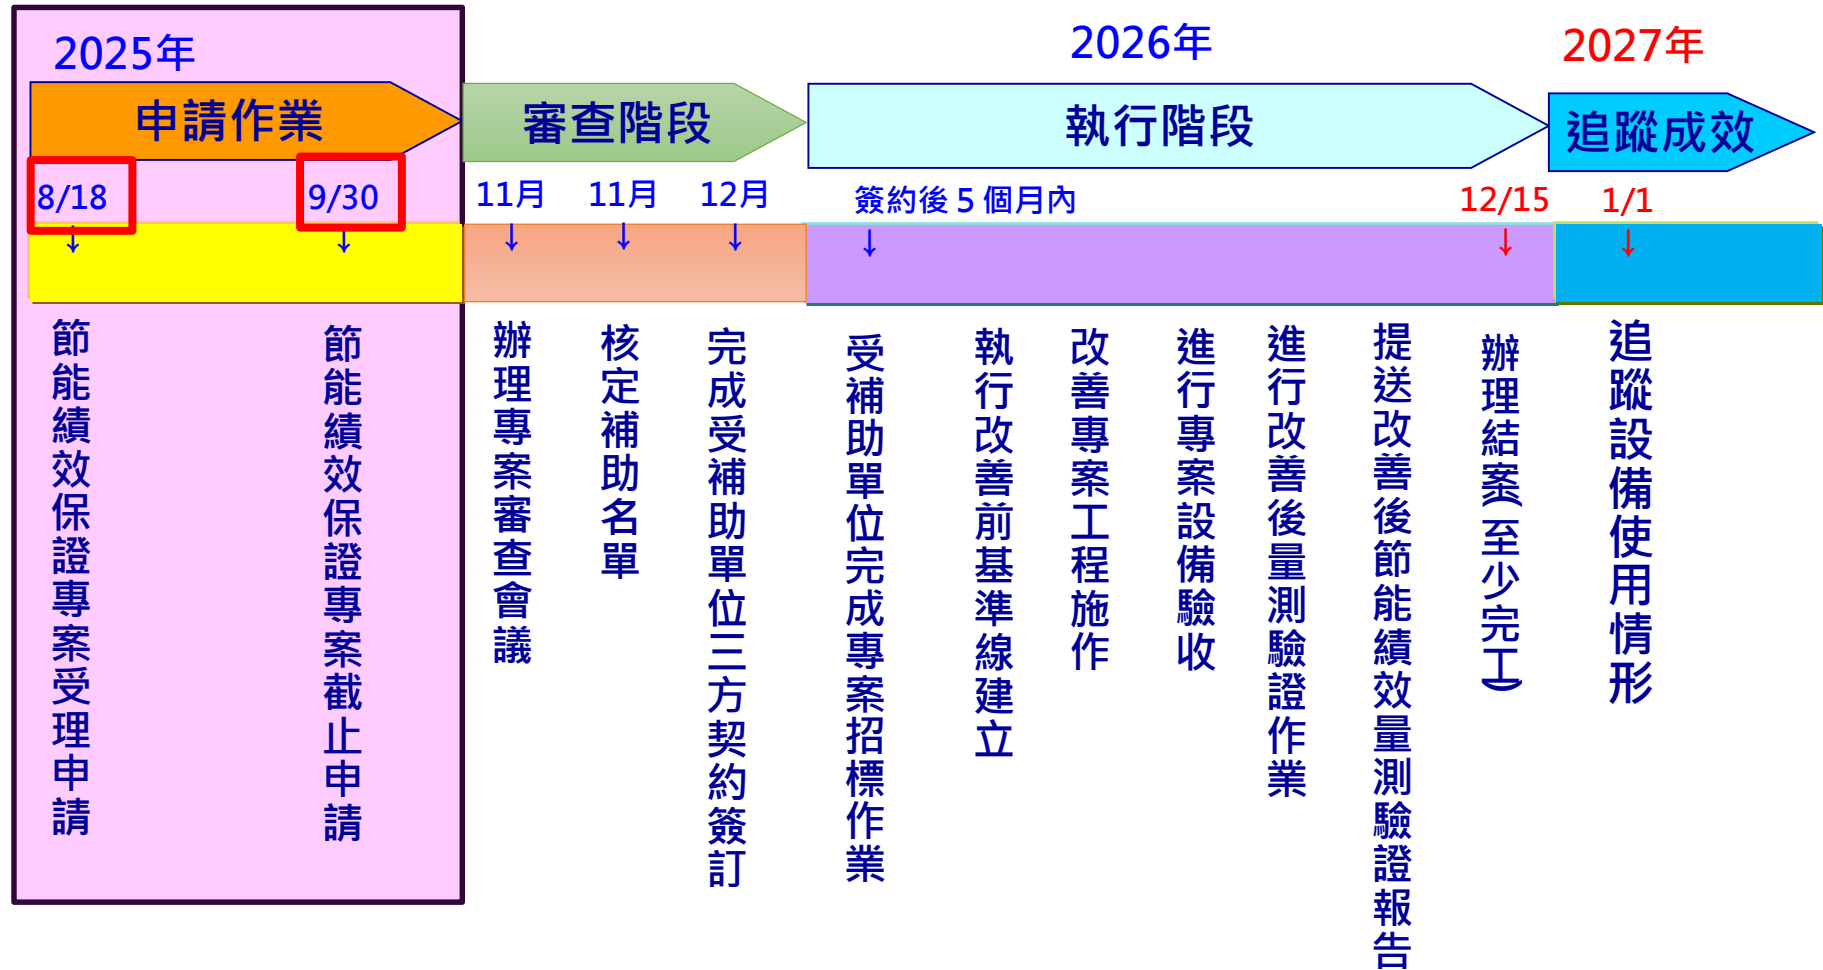 2025年
2026年
2027年
申請作業
審查階段
執行階段
追蹤成效
8/18
9/30
11月
11月
12月
簽約後 5 個月內
12/15
1/1
↓
↓
↓
↓
↓
↓
↓
↓
節能績效保證專案受理申請
節能績效保證專案截止申請
辦理專案審查會議
核定補助名單
完成受補助單位三方契約簽訂
受補助單位完成專案招標作業
執行改善前基準線建立
改善專案工程施作
進行專案設備驗收
進行改善後量測驗證作業
提送改善後節能績效量測驗證報告
辦理結案(至少完工)
追蹤設備使用情形